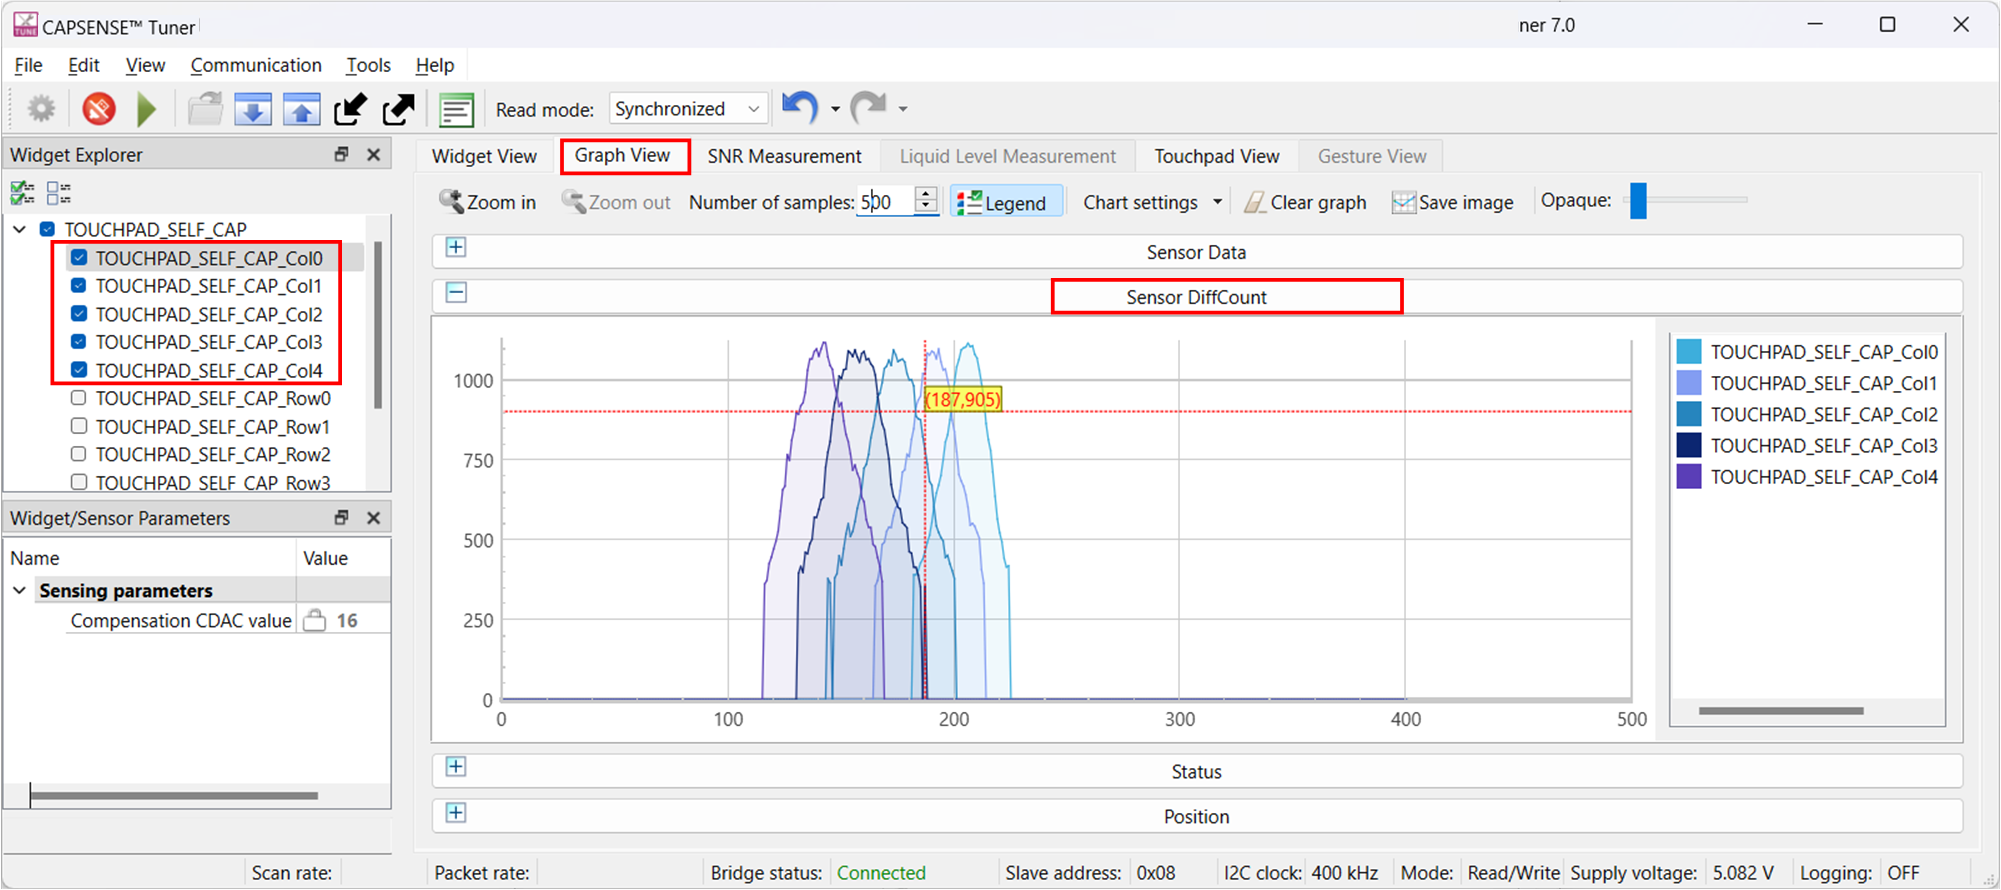 CAPSENSE™ Tuner
ner 7.0
File Edit View Communication Tools Help
Read mode: Synchronized
Widget Explorer
TOUCHPAD_SELF_CAP
TOUCHPAD_SELF_CAP_Col0
TOUCHPAD_SELF_CAP_Col1
TOUCHPAD_SELF_CAP_Col2
TOUCHPAD_SELF_CAP_Col3
TOUCHPAD_SELF_CAP_Col4
TOUCHPAD_SELF_CAP_Row0
TOUCHPAD_SELF_CAP_Row1
TOUCHPAD_SELF_CAP_Row2
TOUCHPAD_SELF_CAP_Row3
Widget/Sensor Parameters
Name Value
Sensing parameters
Compensation CDAC value 16
Widget View Graph View SNR Measurement Liquid Level Measurement Touchpad View Gesture View
Zoom in Zoom out Number of samples: 500 Legend Chart settings Clear graph Save image Opaque:
Sensor Data
Sensor DiffCount
1000
750
500
250
0
0 100 200 300 400 500
(187,905)
TOUCHPAD_SELF_CAP_Col0
TOUCHPAD_SELF_CAP_Col1
TOUCHPAD_SELF_CAP_Col2
TOUCHPAD_SELF_CAP_Col3
TOUCHPAD_SELF_CAP_Col4
Status
Position
Scan rate: Packet rate: Bridge status: Connected Slave address: 0x08 I2C clock: 400 kHz Mode: Read/Write Supply voltage: 5.082 V Logging: OFF